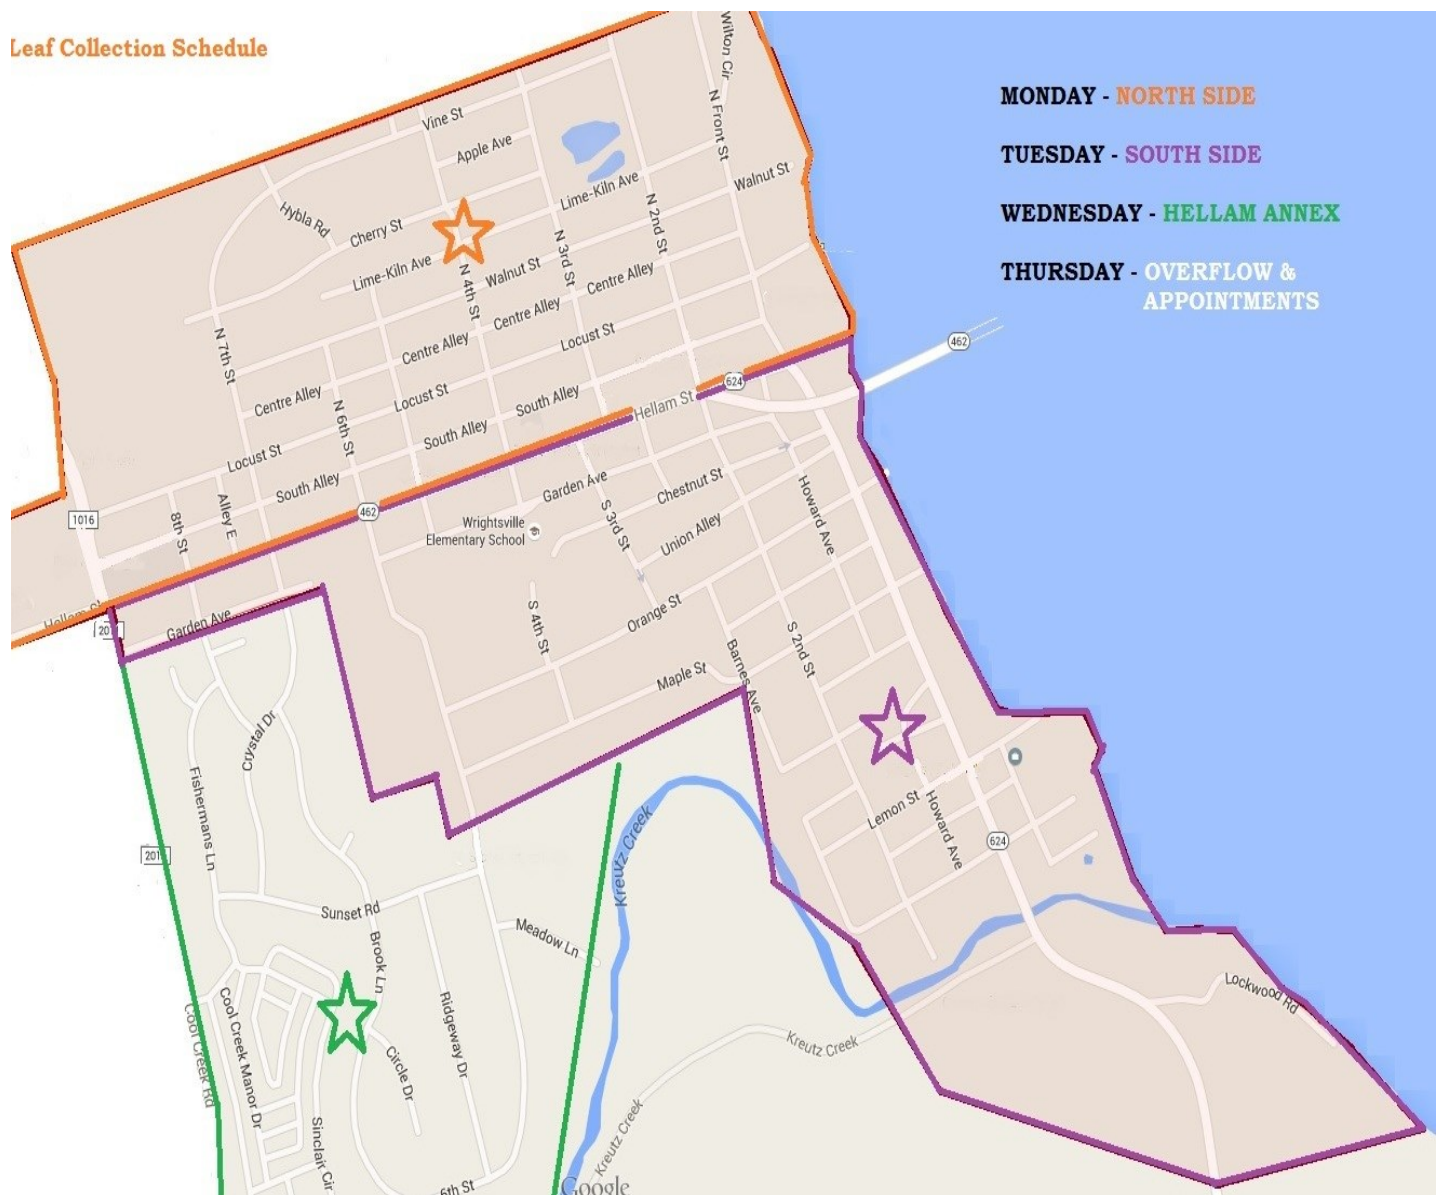 Leaf Collection Schedule
MONDAY - NORTH SIDE
TUESDAY - SOUTH SIDE
WEDNESDAY - HELLAM ANNEX
THURSDAY - OVERFLOW &
APPOINTMENTS
Wilton Cir
Vine St
N Front St
Apple Ave
Walnut St
Lime-Kiln Ave
Hybla Rd
Cherry St
N 2nd St
N 3rd St
Lime-Kiln Ave
Walnut St
N 4th St
Centre Alley
Centre Alley
N 7th St
Centre Alley
Locust St
462
Centre Alley
Locust St
South Alley
624
Hellam St
N 6th St
South Alley
Locust St
South Alley
Garden Ave
Chestnut St
Howard Ave
462
1016
8th St
Alley E
Wrightsville
Elementary School
S 3rd St
Union Alley
Hellam St
201
Garden Ave
S 4th St
Orange St
S 2nd St
Barnes Ave
Maple St
Crystal Dr
Fishermans Ln
Lemon St
Howard Ave
624
201
Kreutz Creek
Sunset Rd
Meadow Ln
Brook Ln
Lockwood Rd
Cool Creek Rd
Cool Creek Manor Dr
Ridgeway Dr
Kreutz Creek
Circle Dr
Sinclair Cir
Kreutz Creek
6th St
Google